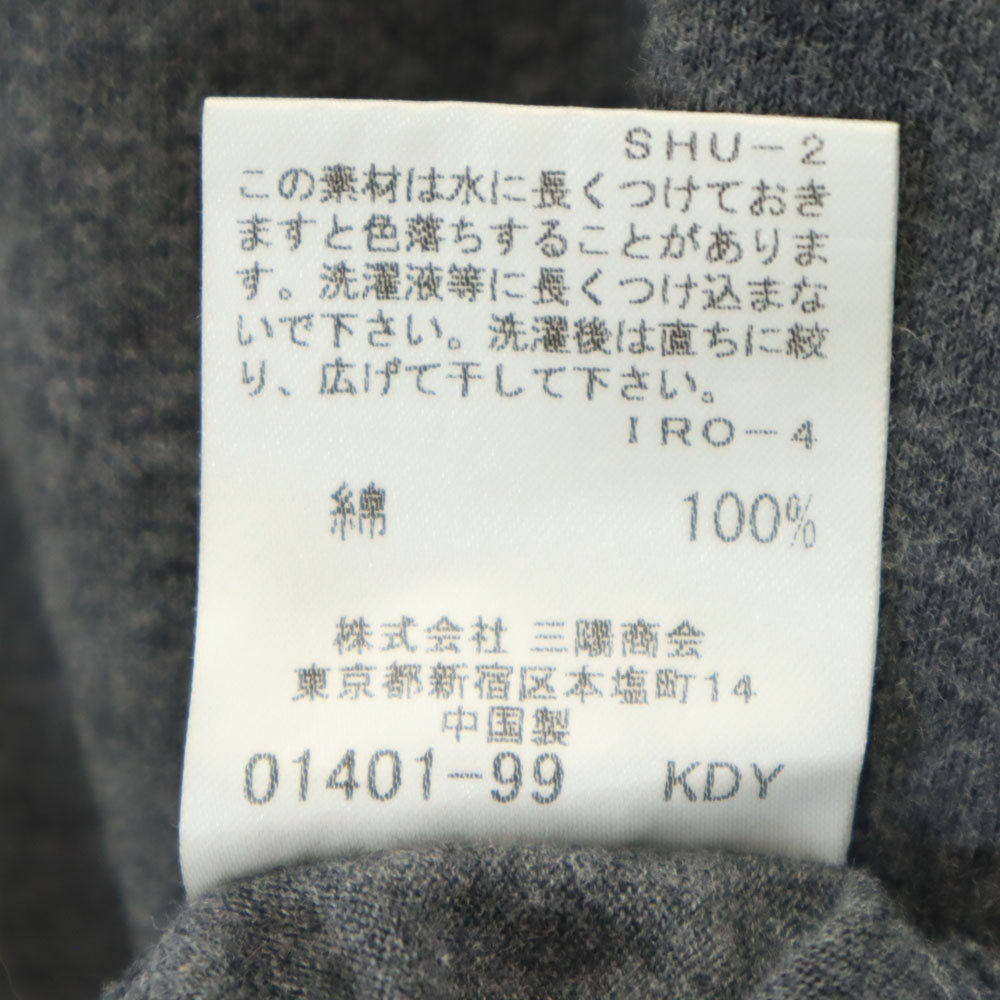 SHU-2
この素材は水に長くつけておき
ますと色落ちすることがありま
す。洗濯液等に長くつけ込まな
いで下さい。洗濯後は直ちに絞
り、広げて干して下さい。
IRO-4
綿 100%
株式会社 三陽商会
東京都新宿区本塩町14
中国製
01401-99 KDY